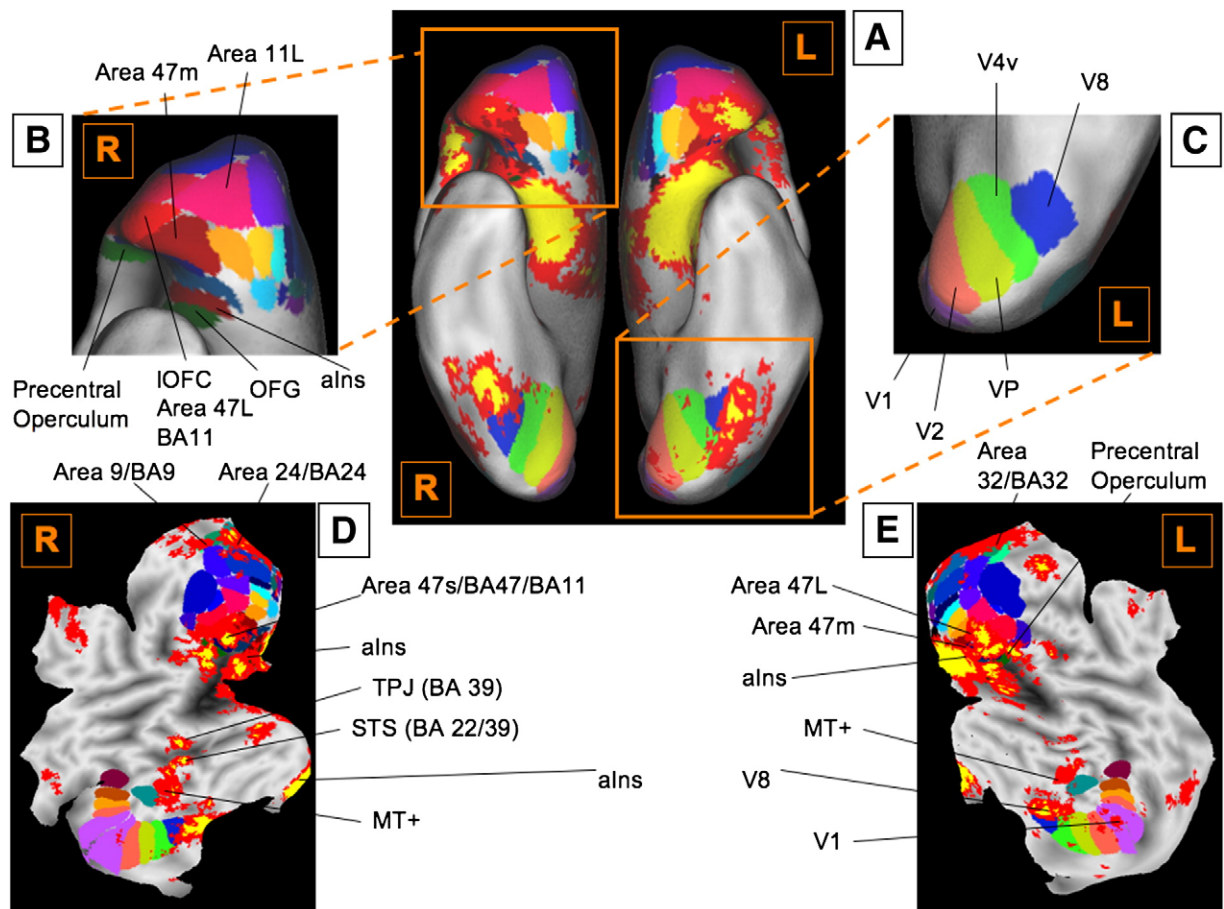 Area 11L
Area 47m
L
A
V4v
V8
B
R
C
L
Precentral
Operculum
lOFC
Area 47L
BA11
OFG
aIns
V1
V2
VP
R
Area 9/BA9
Area 24/BA24
Area
32/BA32
Precentral
Operculum
R
D
E
L
Area 47s/BA47/BA11
aIns
TPJ (BA 39)
STS (BA 22/39)
aIns
MT+
Area 47L
Area 47m
aIns
MT+
V8
V1